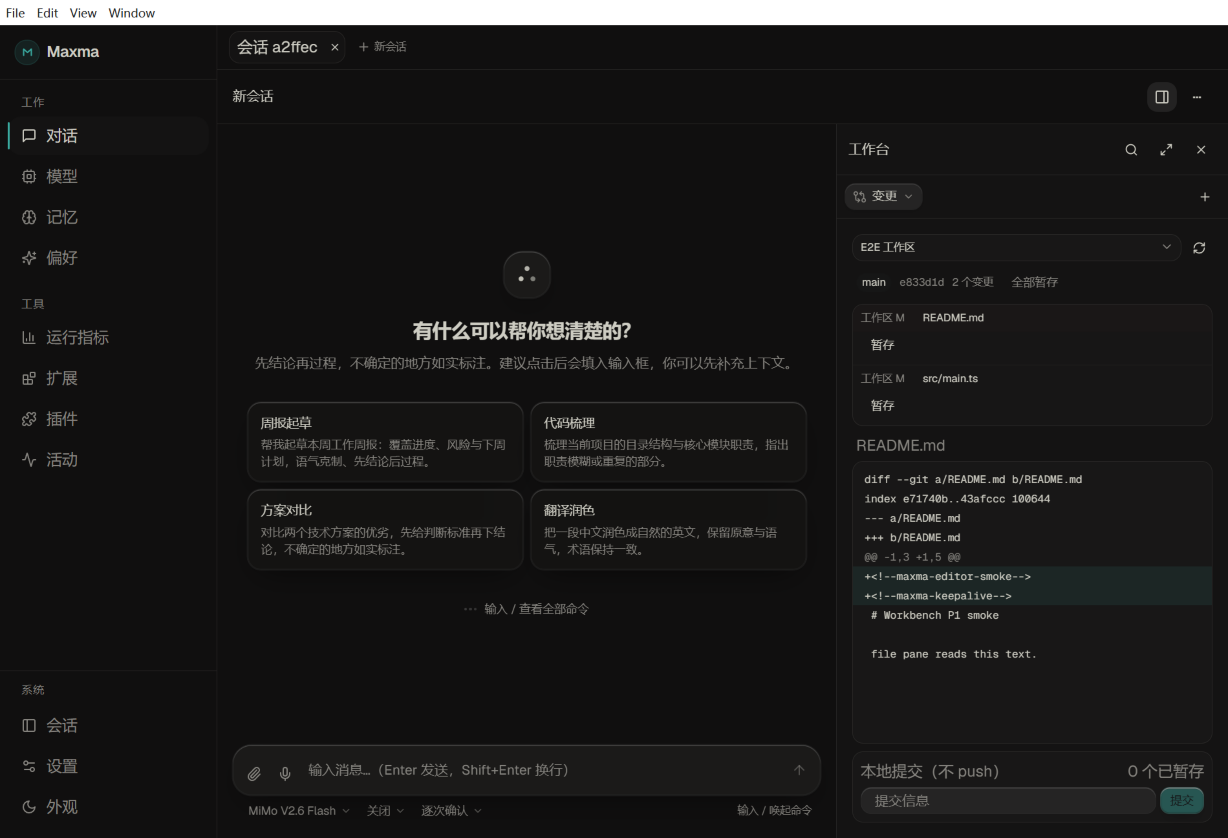 File Edit View Window
Maxma
会话 a2ffec × + 新会话
工作
对话
模型
记忆
偏好
工具
运行指标
扩展
插件
活动
系统
会话
设置
外观
新会话
有什么可以帮你想清楚的?
先结论再过程，不确定的地方如实标注。建议点击后会填入输入框，你可以先补充上下文。
周报起草
帮我起草本周工作周报：覆盖进度、风险与下周
计划，语气克制、先结论后过程。
代码梳理
梳理当前项目的目录结构与核心模块职责，指出
职责模糊或重复的部分。
方案对比
对比两个技术方案的优劣，先给判断标准再下结
论，不确定的地方如实标注。
翻译润色
把一段中文润色成自然的英文，保留原意与语
气，术语保持一致。
··· 输入 / 查看全部命令
输入消息...（Enter 发送，Shift+Enter 换行）
MiMo V2.6 Flash 关闭 逐次确认 输入 / 唤起命令
工作台
变更
E2E 工作区
main e833d1d 2 个变更 全部暂存
工作区 M README.md
暂存
工作区 M src/main.ts
暂存
README.md
diff --git a/README.md b/README.md
index e71740b..43afccc 100644
--- a/README.md
+++ b/README.md
@@ -1,3 +1,5 @@
+<!--maxma-editor-smoke-->
+<!--maxma-keepalive-->
# Workbench P1 smoke
file pane reads this text.
本地提交（不 push） 0 个已暂存
提交信息 提交